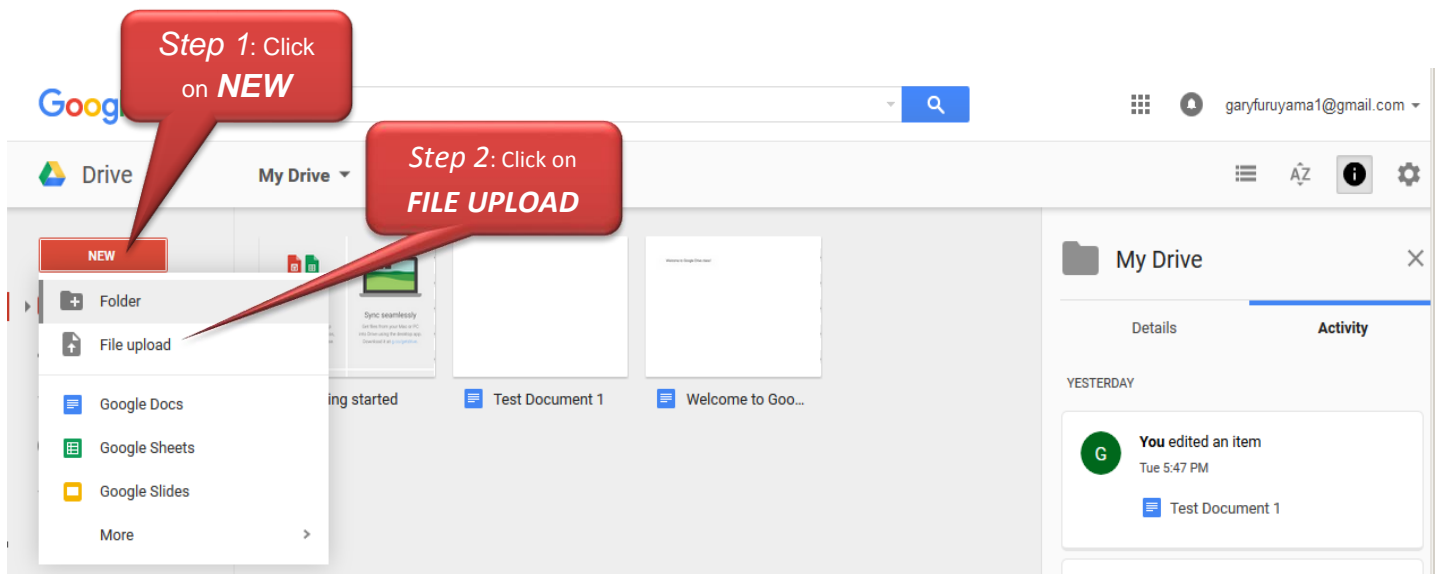 Step 1: Click
on NEW
Goog
garyfuruyama1@gmail.com
Step 2: Click on
FILE UPLOAD
Drive
My Drive
AZ
NEW
Folder
File upload
Google Docs
Google Sheets
Google Slides
More
Sync seamlessly
ing started
Test Document 1
Welcome to Goo...
My Drive
Details
Activity
YESTERDAY
G
You edited an item
Tue 5:47 PM
Test Document 1